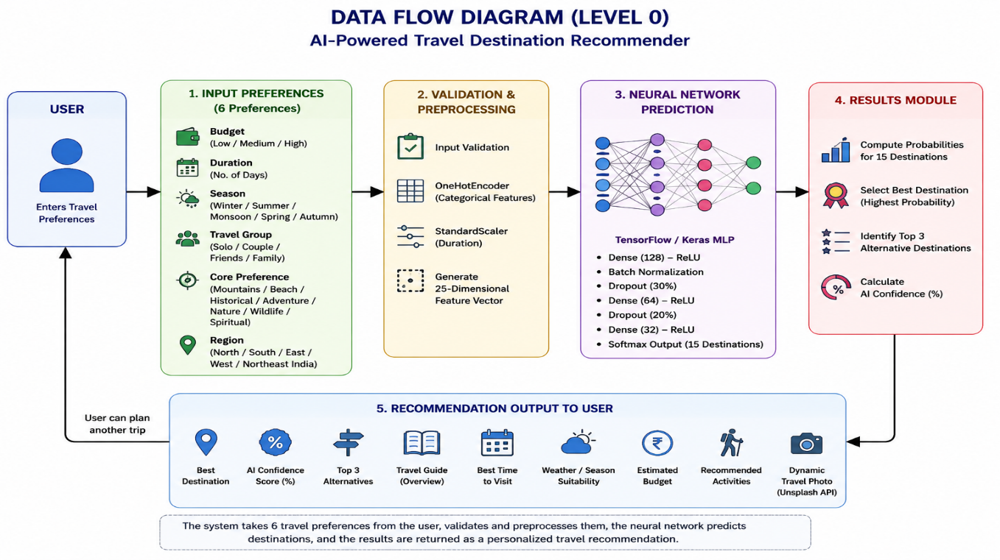 DATA FLOW DIAGRAM (LEVEL 0)
AI-Powered Travel Destination Recommender
USER
Enters Travel
Preferences
1. INPUT PREFERENCES
(6 Preferences)
Budget
(Low / Medium / High)
Duration
(No. of Days)
Season
(Winter / Summer /
Monsoon / Spring / Autumn)
Travel Group
(Solo / Couple /
Friends / Family)
Core Preference
(Mountains / Beach /
Historical / Adventure /
Nature / Wildlife /
Spiritual)
Region
(North / South / East /
West / Northeast India)
2. VALIDATION &
PREPROCESSING
Input Validation
OneHotEncoder
(Categorical Features)
StandardScaler
(Duration)
Generate
25-Dimensional
Feature Vector
3. NEURAL NETWORK
PREDICTION
TensorFlow / Keras MLP
• Dense (128) – ReLU
• Batch Normalization
• Dropout (30%)
• Dense (64) – ReLU
• Dropout (20%)
• Dense (32) – ReLU
• Softmax Output (15 Destinations)
4. RESULTS MODULE
Compute Probabilities
for 15 Destinations
Select Best Destination
(Highest Probability)
Identify Top 3
Alternative Destinations
%
Calculate
AI Confidence (%)
User can plan
another trip
5. RECOMMENDATION OUTPUT TO USER
Best
Destination
%
AI Confidence
Score (%)
Top 3
Alternatives
Travel Guide
(Overview)
Best Time
to Visit
Weather / Season
Suitability
₹
Estimated
Budget
Recommended
Activities
Dynamic
Travel Photo
(Unsplash API)
The system takes 6 travel preferences from the user, validates and preprocesses them, the neural network predicts
destinations, and the results are returned as a personalized travel recommendation.